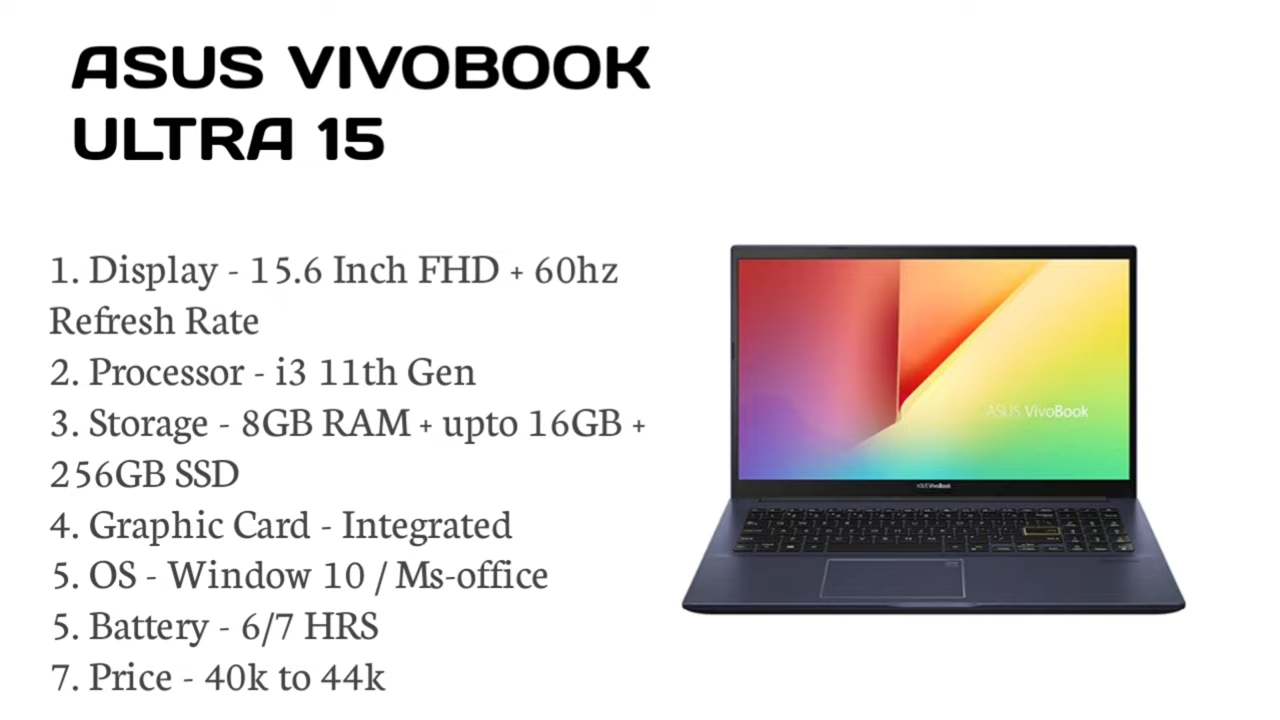 ASUS VIVOBOOK
ULTRA 15
1. Display - 15.6 Inch FHD + 60hz
Refresh Rate
2. Processor - i3 11th Gen
3. Storage - 8GB RAM + upto 16GB +
256GB SSD
4. Graphic Card - Integrated
5. OS - Window 10 / Ms-office
5. Battery - 6/7 HRS
7. Price - 40k to 44k
ASUS VivoBook
ASUS VivoBook